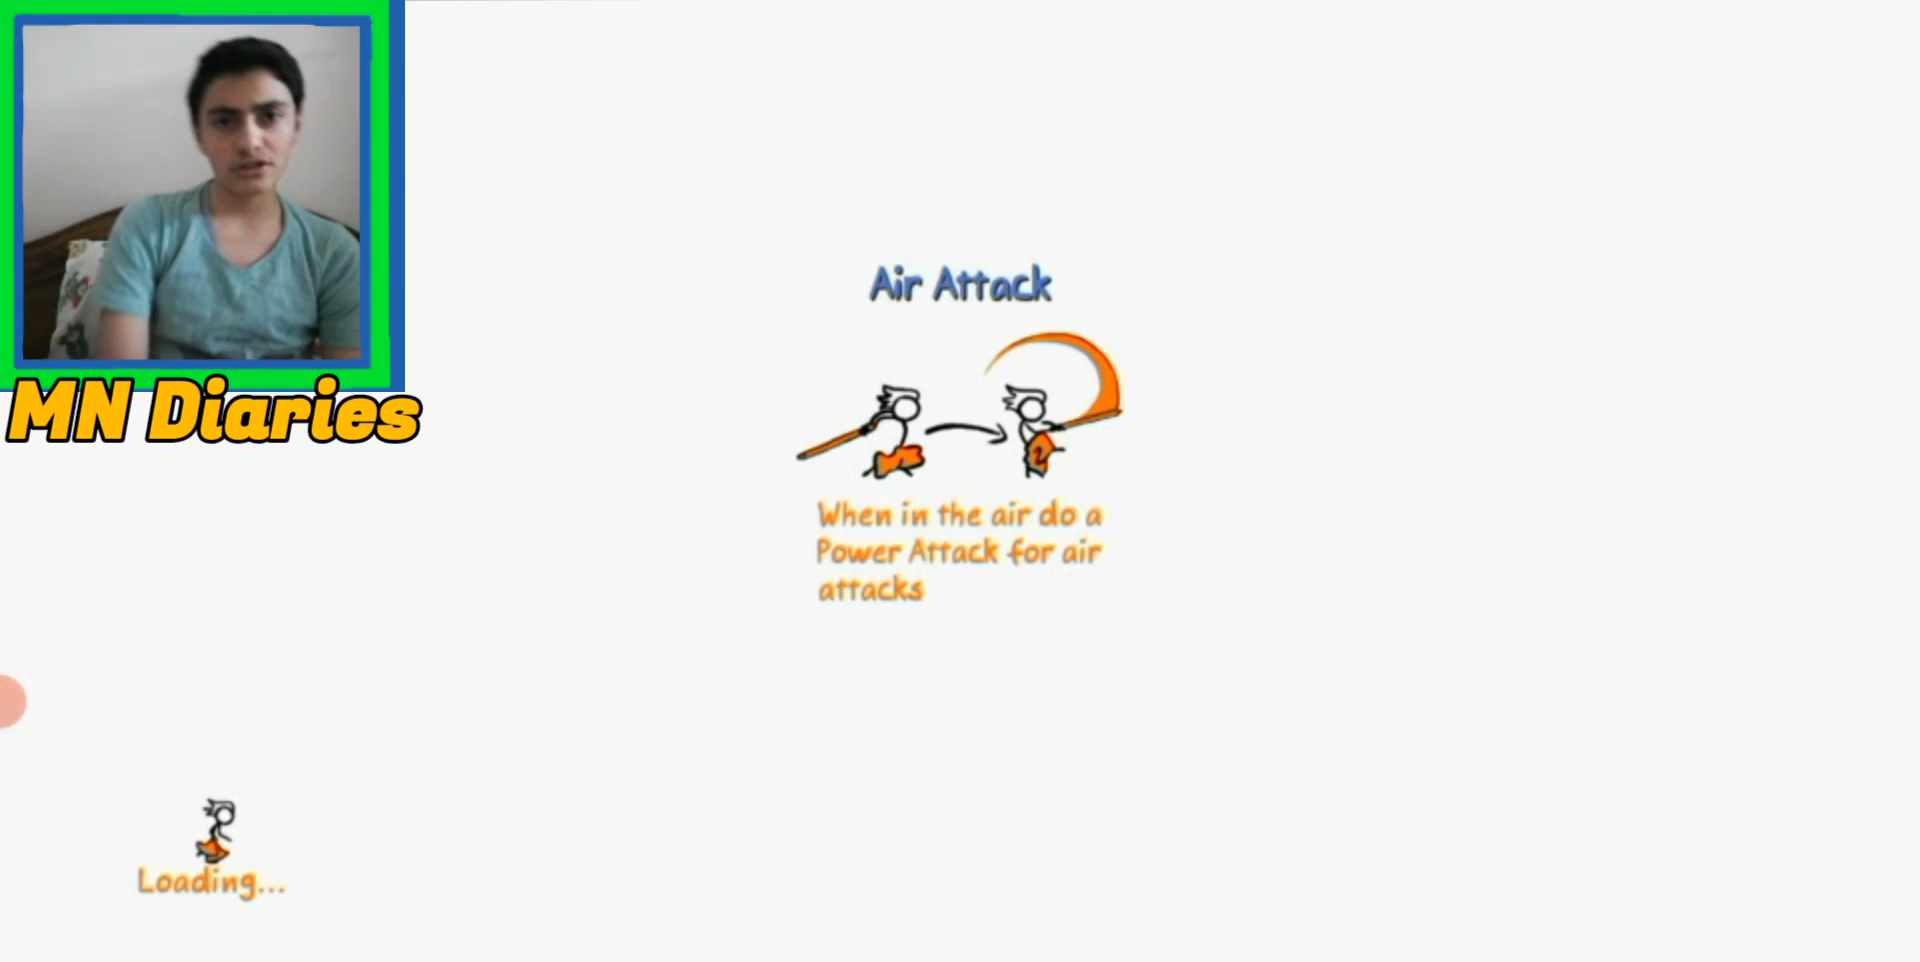 MN Diaries
Air Attack
When in the air do a
Power Attack for air
attacks
Loading...